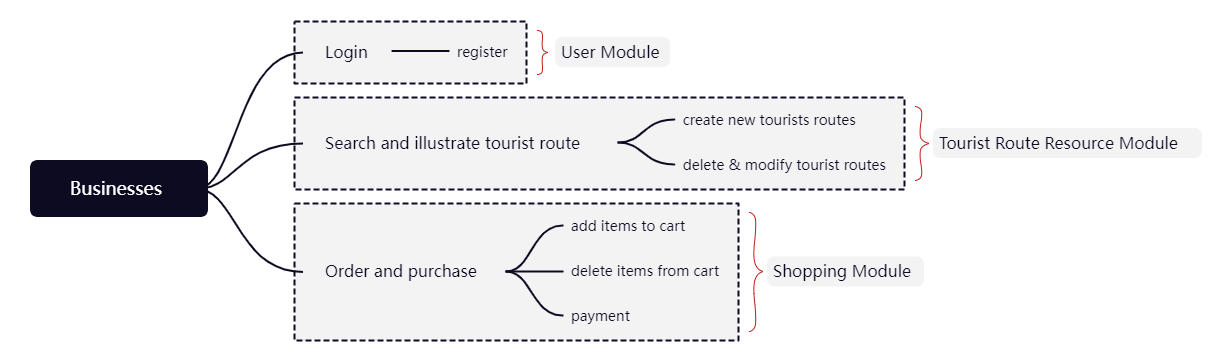 Login
register
User Module
create new tourists routes
Search and illustrate tourist route
delete & modify tourist routes
Tourist Route Resource Module
Businesses
add items to cart
Order and purchase
delete items from cart
payment
Shopping Module